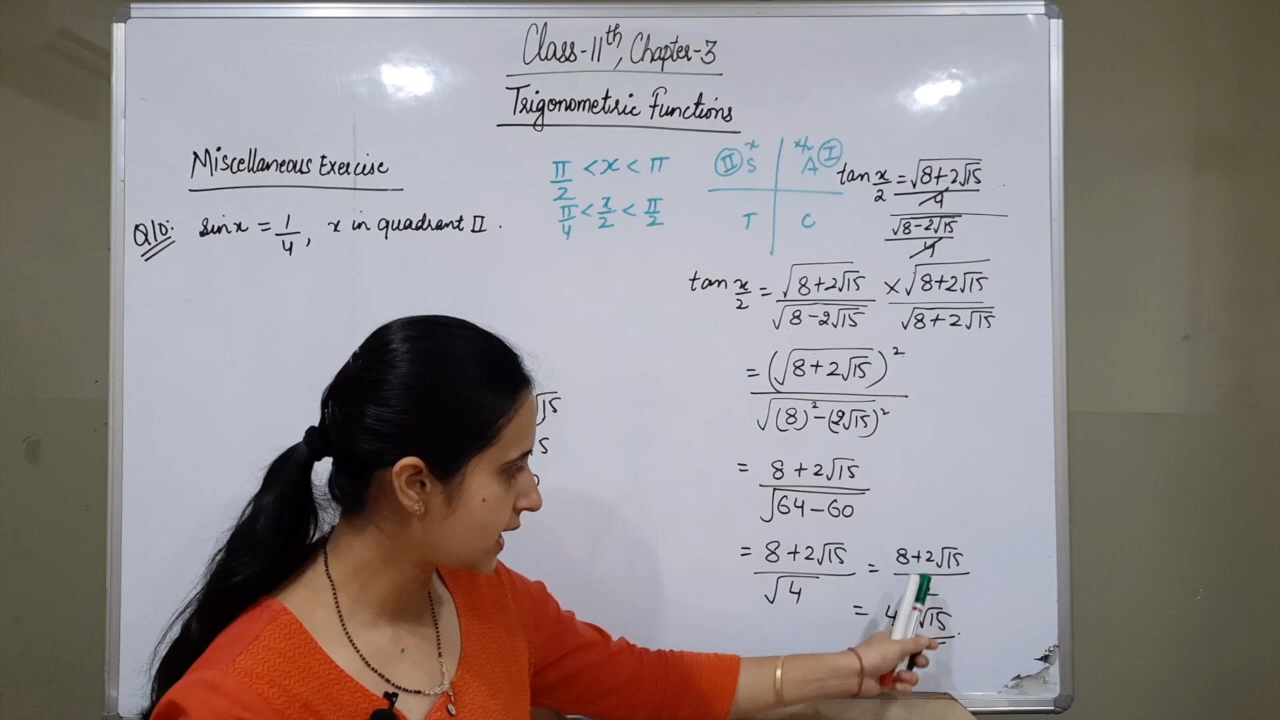 Class-11th, Chapter-3
Trigonometric Functions
Miscellaneous Exercise
Q10: sin x = 1/4, x in quadrant II.
π/2 < x < π
π/4 < x/2 < π/2
II S x
x/2 A I
T C
tan x/2 = √(8+2√15)/4
√(8-2√15)/4
tan x/2 = √(8+2√15)/√(8-2√15) × √(8+2√15)/√(8+2√15)
= (√(8+2√15))²/√((8)²-(2√15)²)
= 8+2√15/√(64-60)
= 8+2√15/√4 = 8+2√15
= 4 √15
√15